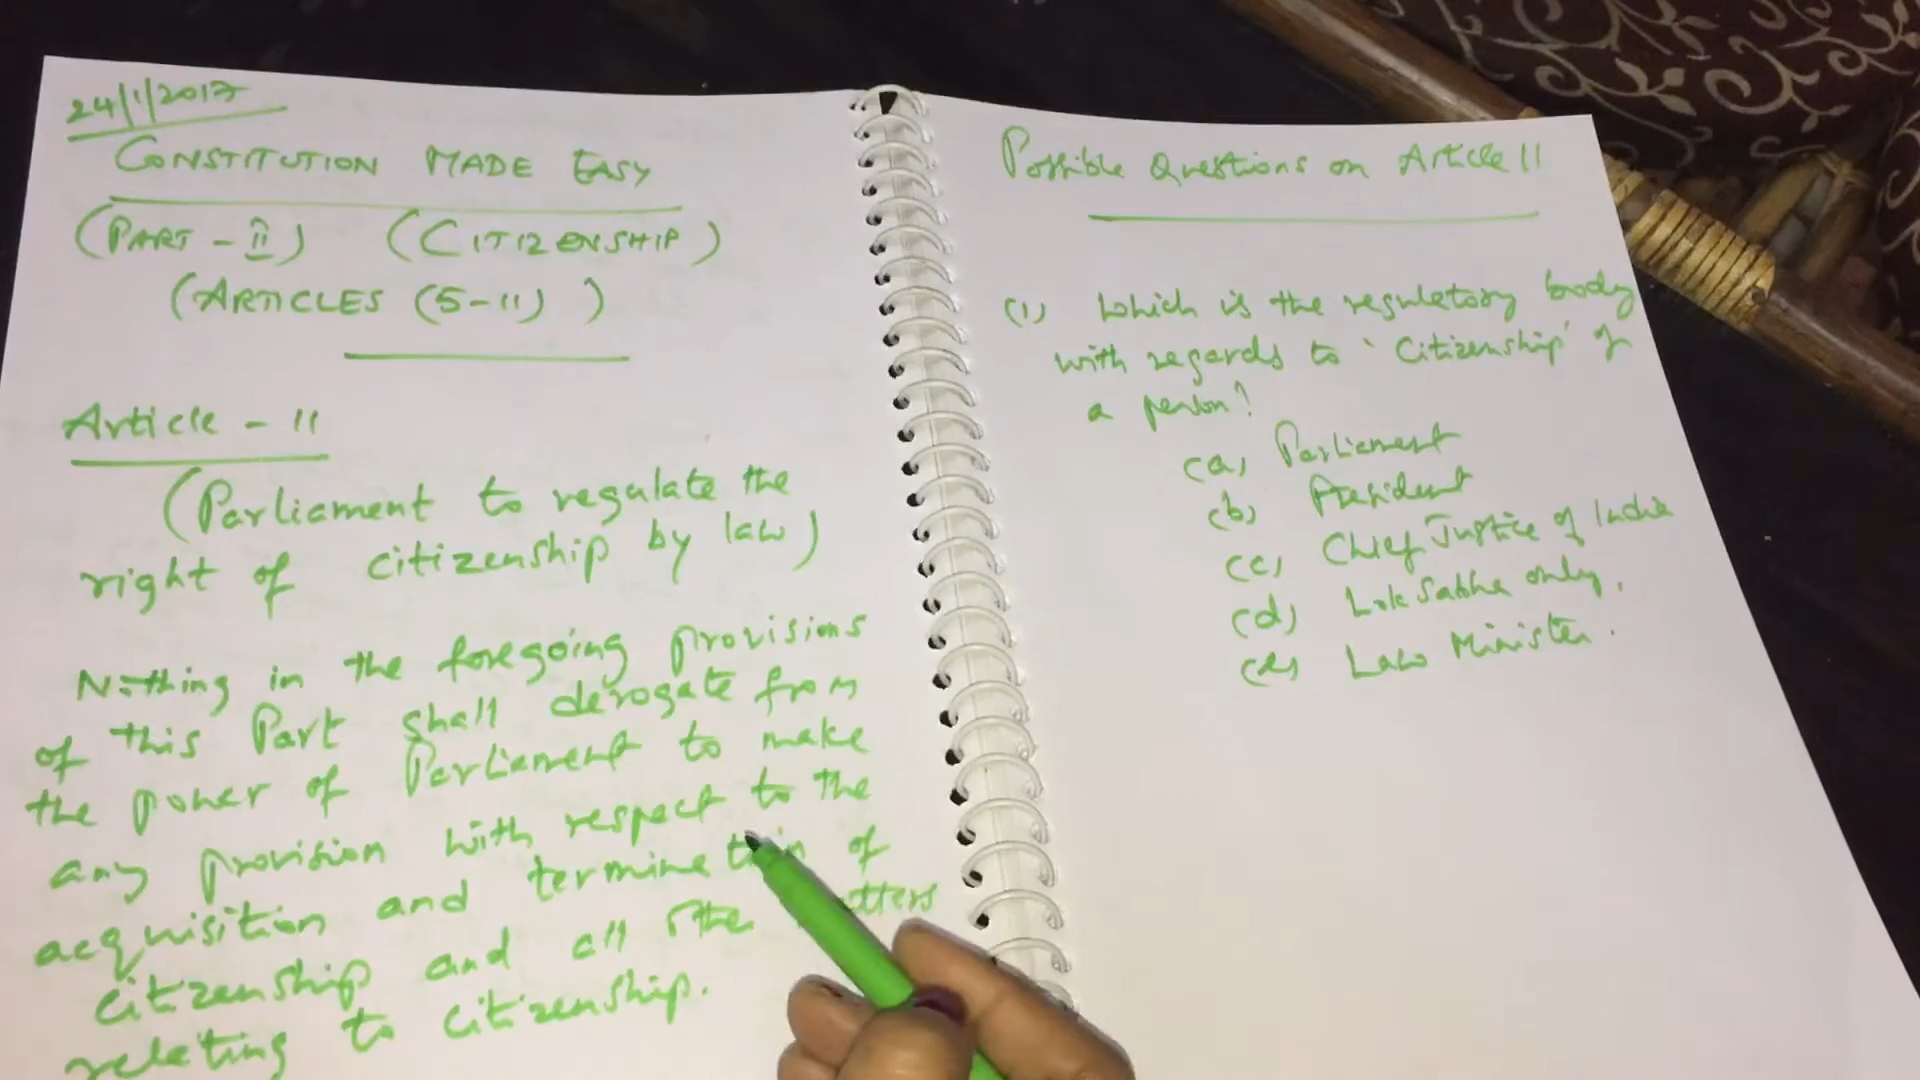 24/1/2017
CONSTITUTION MADE EASY
(PART - II) (CITIZENSHIP)
(ARTICLES (5-11) )
Article - 11
(Parliament to regulate the
right of citizenship by law)
Nothing in the foregoing provisions
of this Part shall derogate from
the power of Parliament to make
any provision with respect to the
acquisition and termination of
citizenship and all other matters
relating to citizenship.
Possible Questions on Article 11
(1) Which is the regulatory body
with regards to 'Citizenship' of
a person?
(a) Parliament
(b) President
(c) Chief Justice of India
(d) Lok Sabha only.
(e) Law Minister.